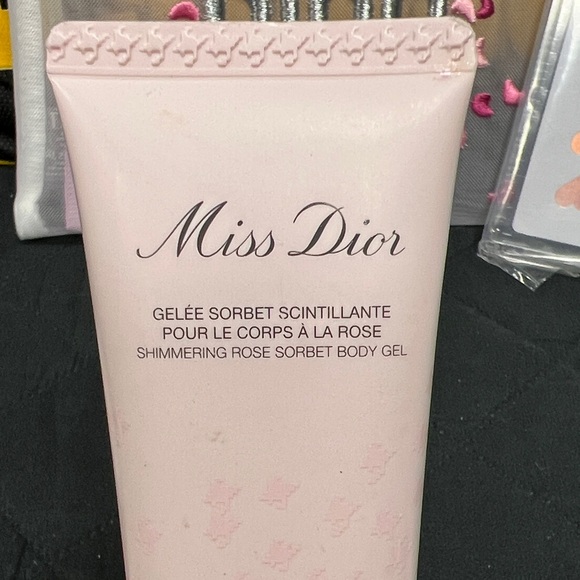 Miss Dior
GELÉE SORBET SCINTILLANTE
POUR LE CORPS À LA ROSE
SHIMMERING ROSE SORBET BODY GEL